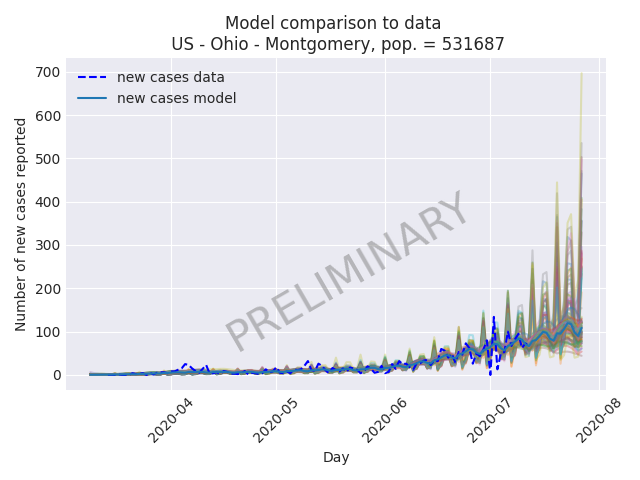 Model comparison to data
US - Ohio - Montgomery, pop. = 531687
new cases data
new cases model
PRELIMINARY
Number of new cases reported
700
600
500
400
300
200
100
0
2020-04
2020-05
2020-06
2020-07
2020-08
Day